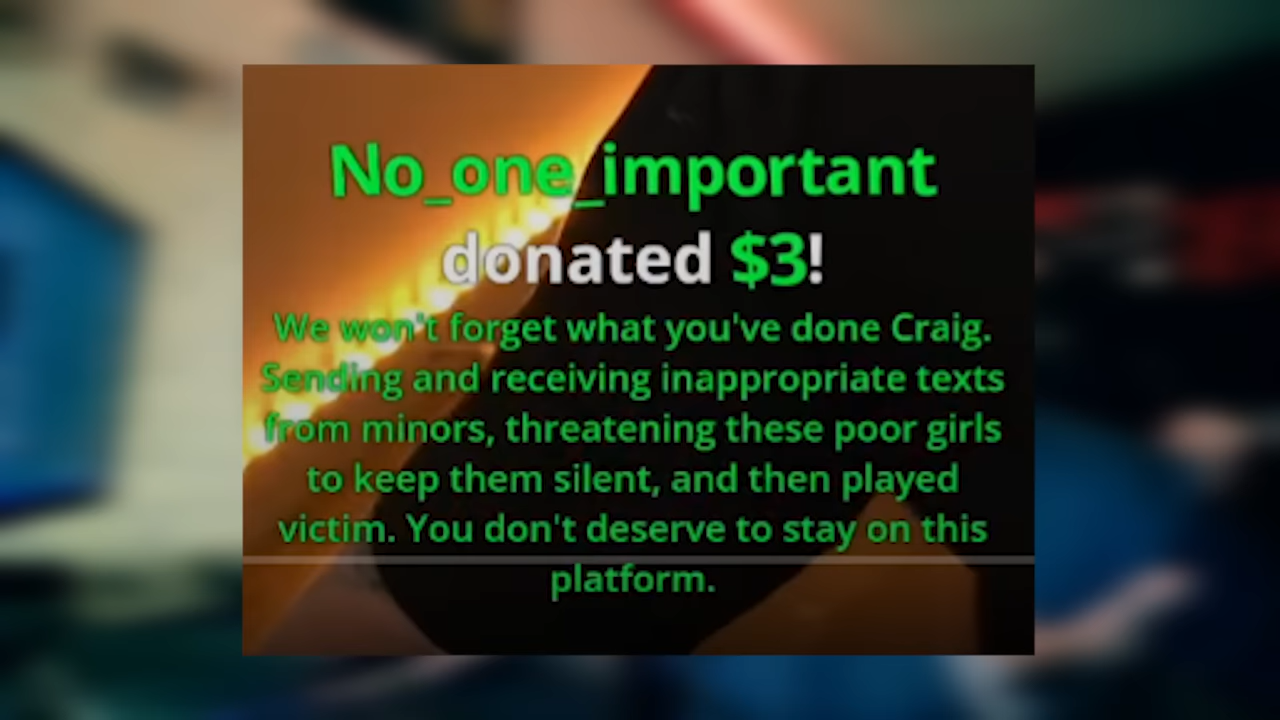 No_one_important
donated $3!
We won't forget what you've done Craig.
Sending and receiving inappropriate texts
from minors, threatening these poor girls
to keep them silent, and then played
victim. You don't deserve to stay on this
platform.